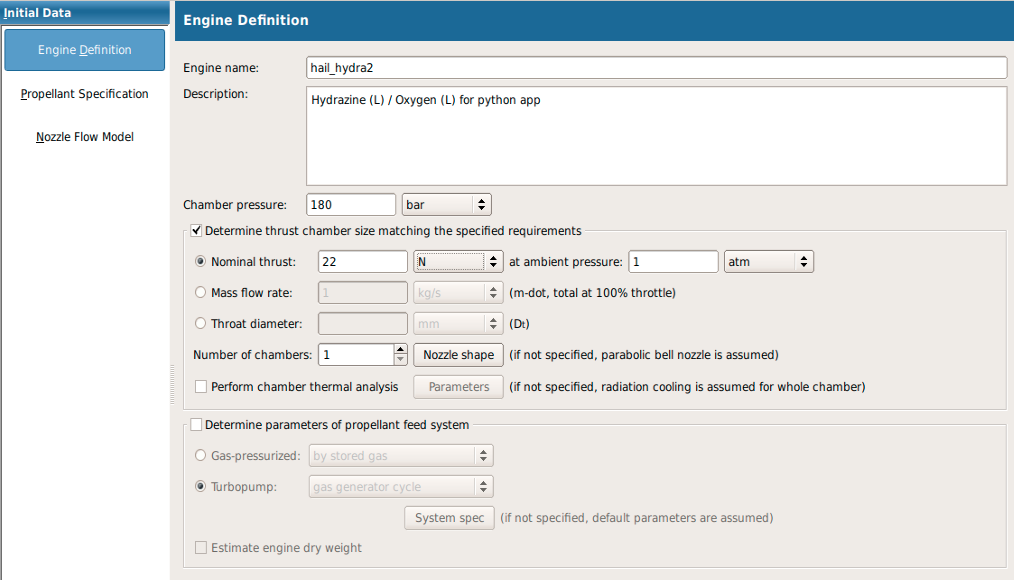 Initial Data
Engine Definition
Propellant Specification
Nozzle Flow Model
Engine Definition
Engine name: hail_hydra2
Description: Hydrazine (L) / Oxygen (L) for python app
Chamber pressure: 180 bar
Determine thrust chamber size matching the specified requirements
Nominal thrust: 22 N at ambient pressure: 1 atm
Mass flow rate: 1 kg/s (m-dot, total at 100% throttle)
Throat diameter: mm (Dt)
Number of chambers: 1 Nozzle shape (if not specified, parabolic bell nozzle is assumed)
Perform chamber thermal analysis Parameters (if not specified, radiation cooling is assumed for whole chamber)
Determine parameters of propellant feed system
Gas-pressurized: by stored gas
Turbopump: gas generator cycle
System spec (if not specified, default parameters are assumed)
Estimate engine dry weight